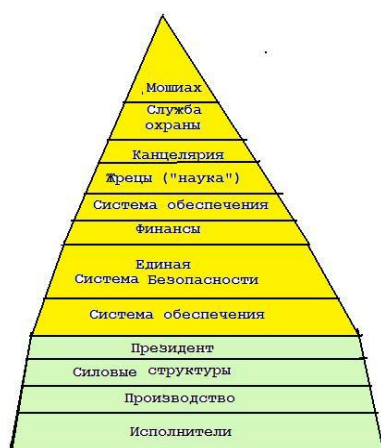 Мошиах
Служба
охраны
Канцелярия
Жрецы ("наука")
Система обеспечения
Финансы
Единая
Система Безопасности
Система обеспечения
Президент
Силовые структуры
Производство
Исполнители